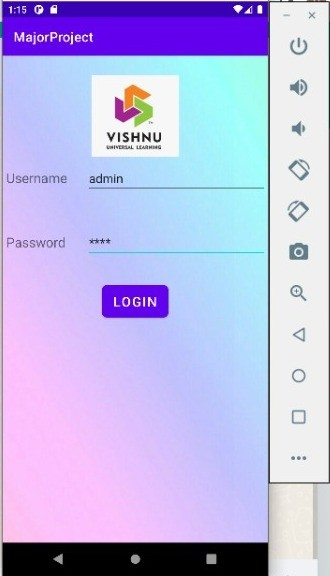 1:15
MajorProject
VISHNU
UNIVERSAL LEARNING
Username admin
Password ****
LOGIN